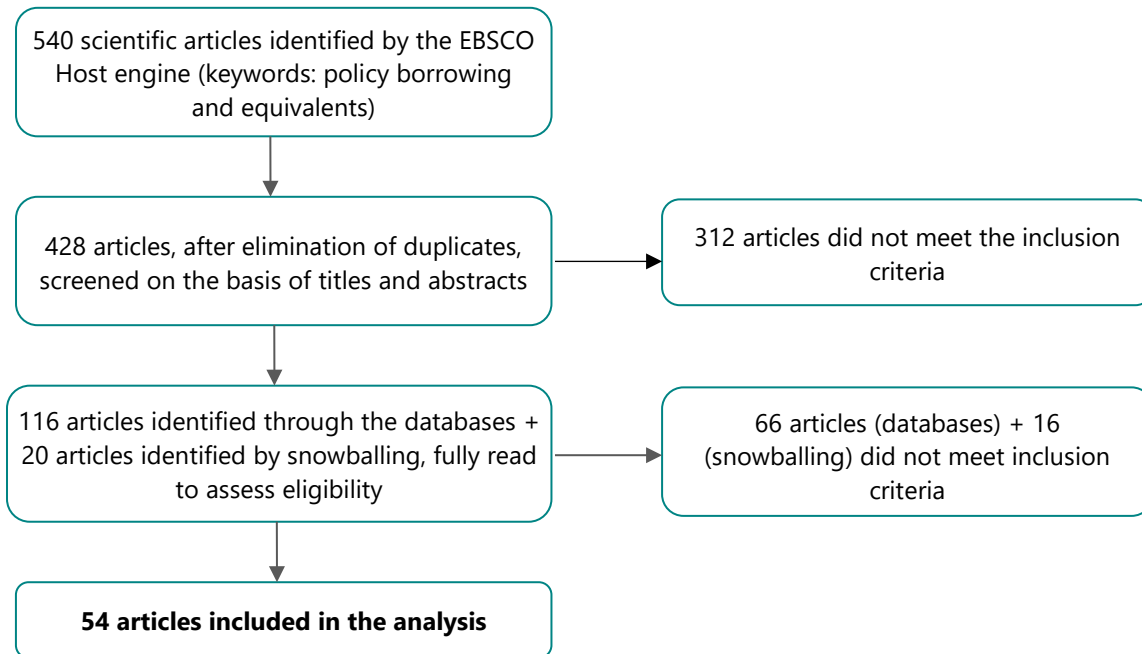 540 scientific articles identified by the EBSCO
Host engine (keywords: policy borrowing
and equivalents)
428 articles, after elimination of duplicates,
screened on the basis of titles and abstracts
312 articles did not meet the inclusion
criteria
116 articles identified through the databases +
20 articles identified by snowballing, fully read
to assess eligibility
66 articles (databases) + 16
(snowballing) did not meet inclusion
criteria
54 articles included in the analysis